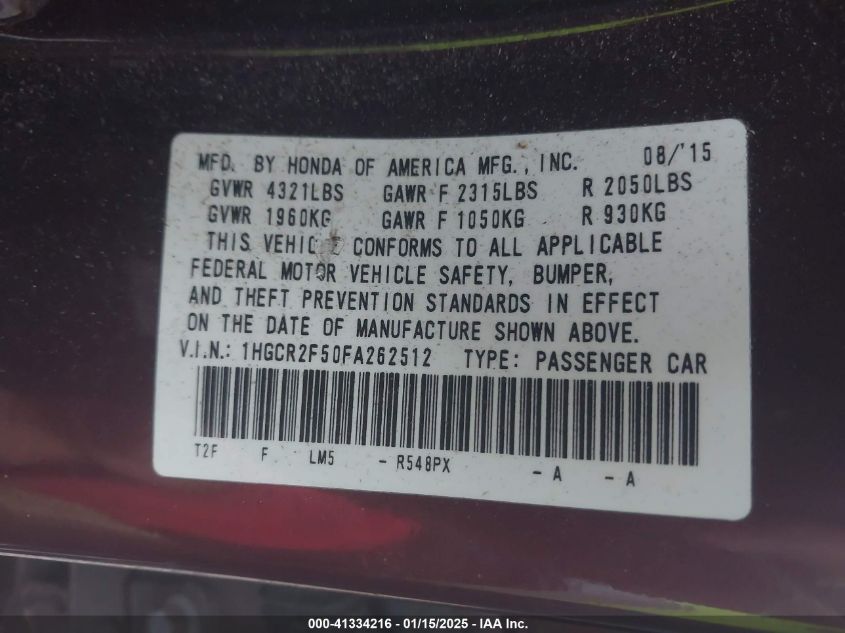 MFD. BY HONDA OF AMERICA MFG., INC. 08/'15
GVWR 4321LBS GAWR F 2315LBS R 2050LBS
GVWR 1960KG GAWR F 1050KG R 930KG
THIS VEHICLE CONFORMS TO ALL APPLICABLE
FEDERAL MOTOR VEHICLE SAFETY, BUMPER,
AND THEFT PREVENTION STANDARDS IN EFFECT
ON THE DATE OF MANUFACTURE SHOWN ABOVE.
V.I.N.: 1HGCR2F50FA262512 TYPE: PASSENGER CAR
T2F F LM5 - R548PX - A - A
000-41334216 - 01/15/2025 - IAA Inc.